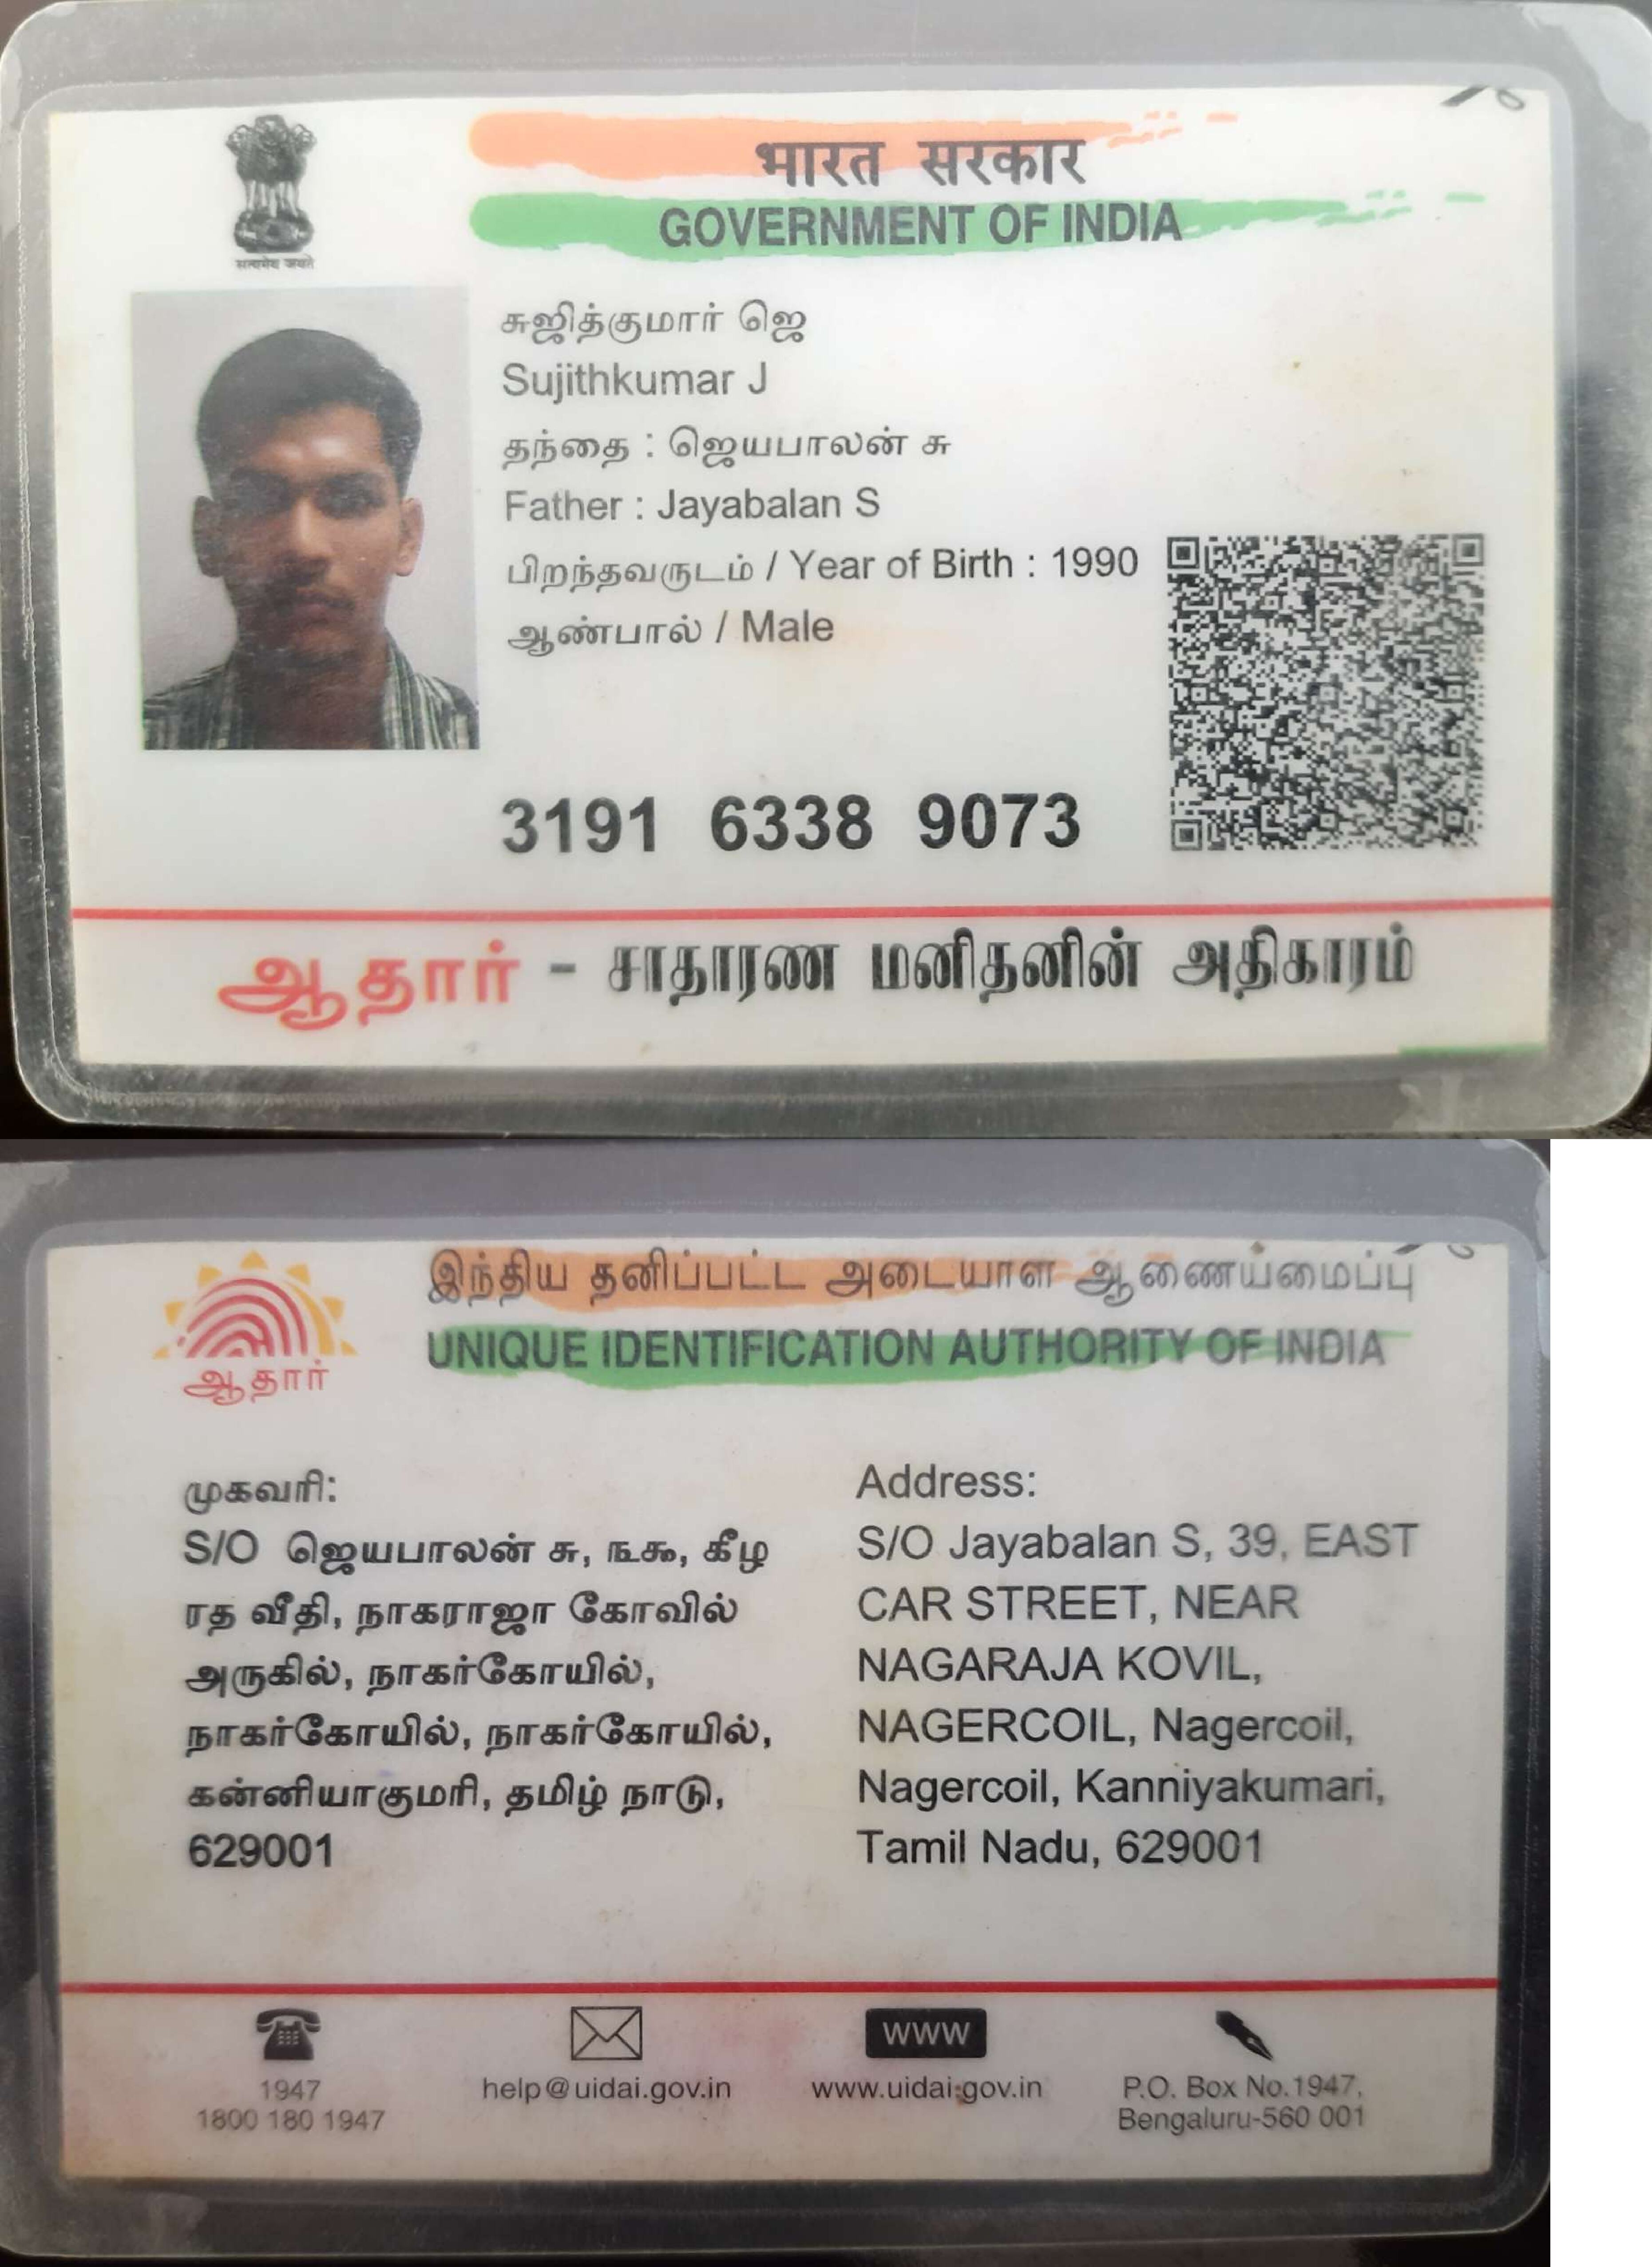 भारत सरकार
GOVERNMENT OF INDIA
सत्यमेव जयते
சுஜித்குமார் ஜெ
Sujithkumar J
தந்தை : ஜெயபாலன் சு
Father : Jayabalan S
பிறந்தவருடம் / Year of Birth : 1990
ஆண்பால் / Male
3191 6338 9073
ஆதார் - சாதாரண மனிதனின் அதிகாரம்
இந்திய தனிப்பட்ட அடையாள ஆணைய்மைப்பு
UNIQUE IDENTIFICATION AUTHORITY OF INDIA
ஆதார்
முகவரி:
S/O ஜெயபாலன் சு, ௩௯, கீழ
ரத வீதி, நாகராஜா கோவில்
அருகில், நாகர்கோயில்,
நாகர்கோயில், நாகர்கோயில்,
கன்னியாகுமரி, தமிழ் நாடு,
629001
Address:
S/O Jayabalan S, 39, EAST
CAR STREET, NEAR
NAGARAJA KOVIL,
NAGERCOIL, Nagercoil,
Nagercoil, Kanniyakumari,
Tamil Nadu, 629001
1947
1800 180 1947
help@uidai.gov.in
www
www.uidai.gov.in
P.O. Box No.1947,
Bengaluru-560 001